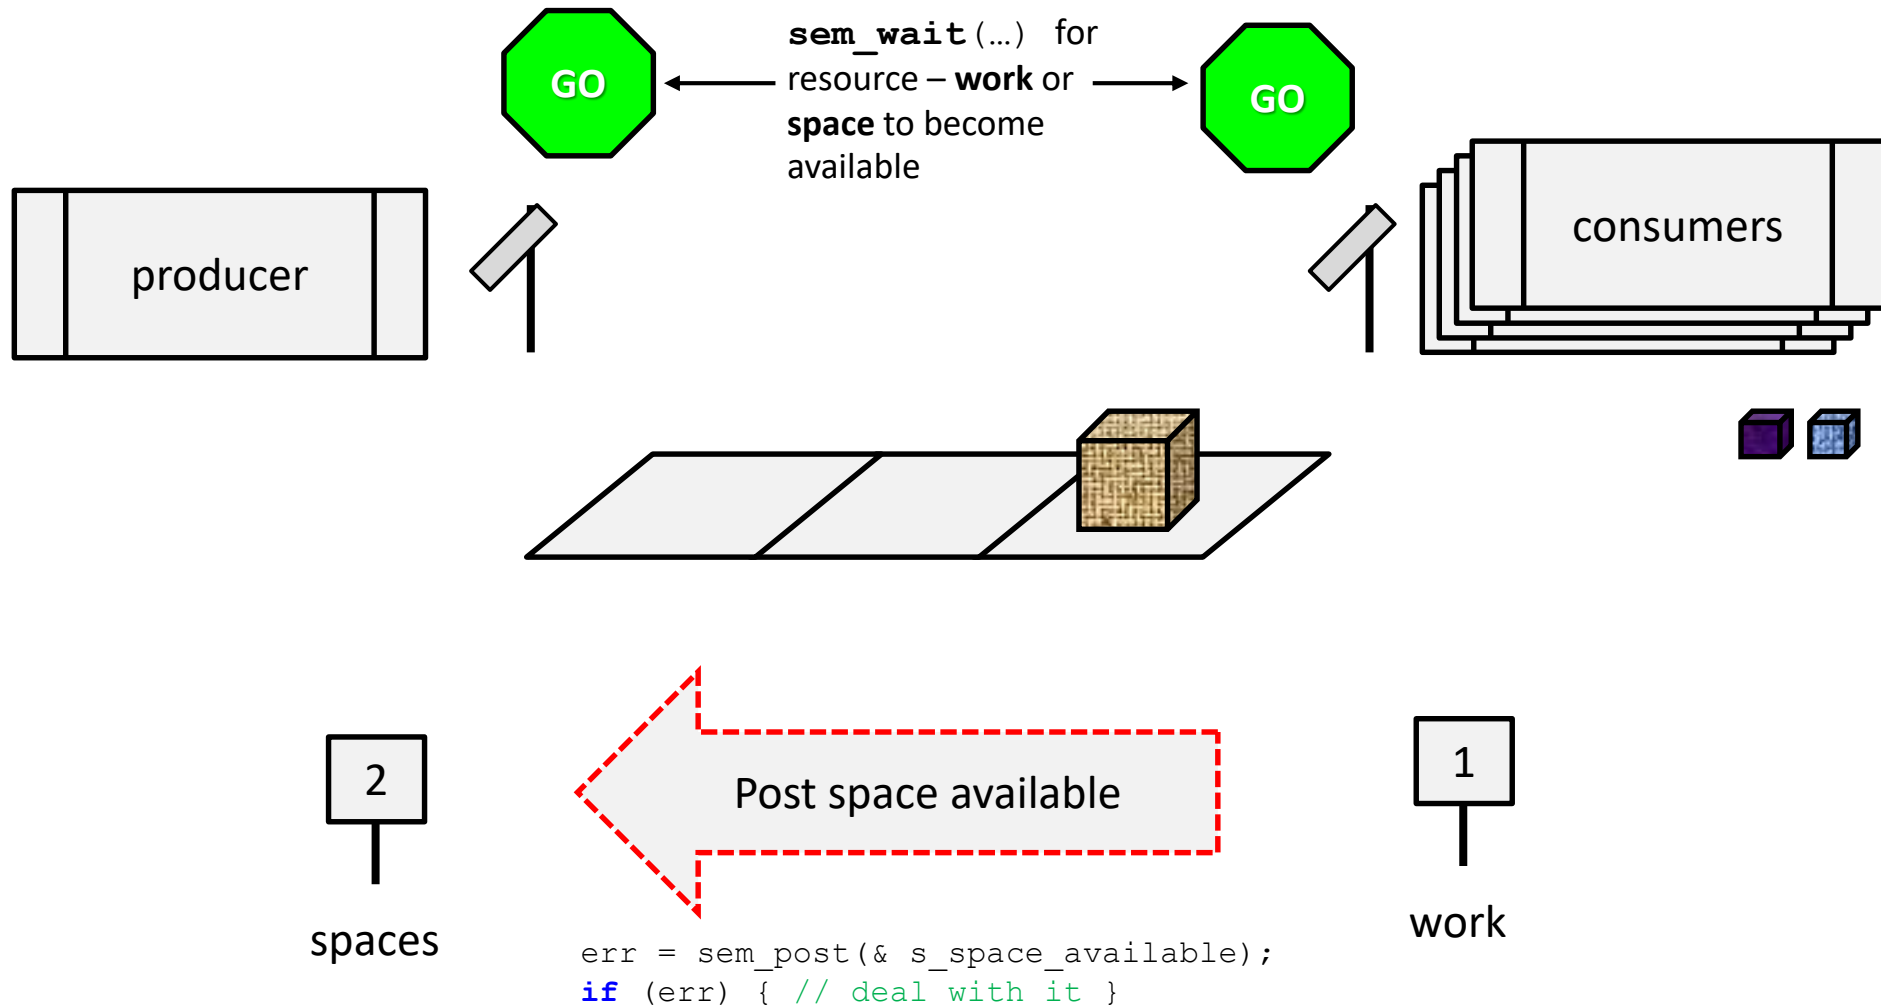 GO
sem_wait(…) for
resource – work or
space to become
available
GO
producer
consumers
2
Post space available
1
spaces
work
err = sem_post(& s_space_available);
if (err) { // deal with it }